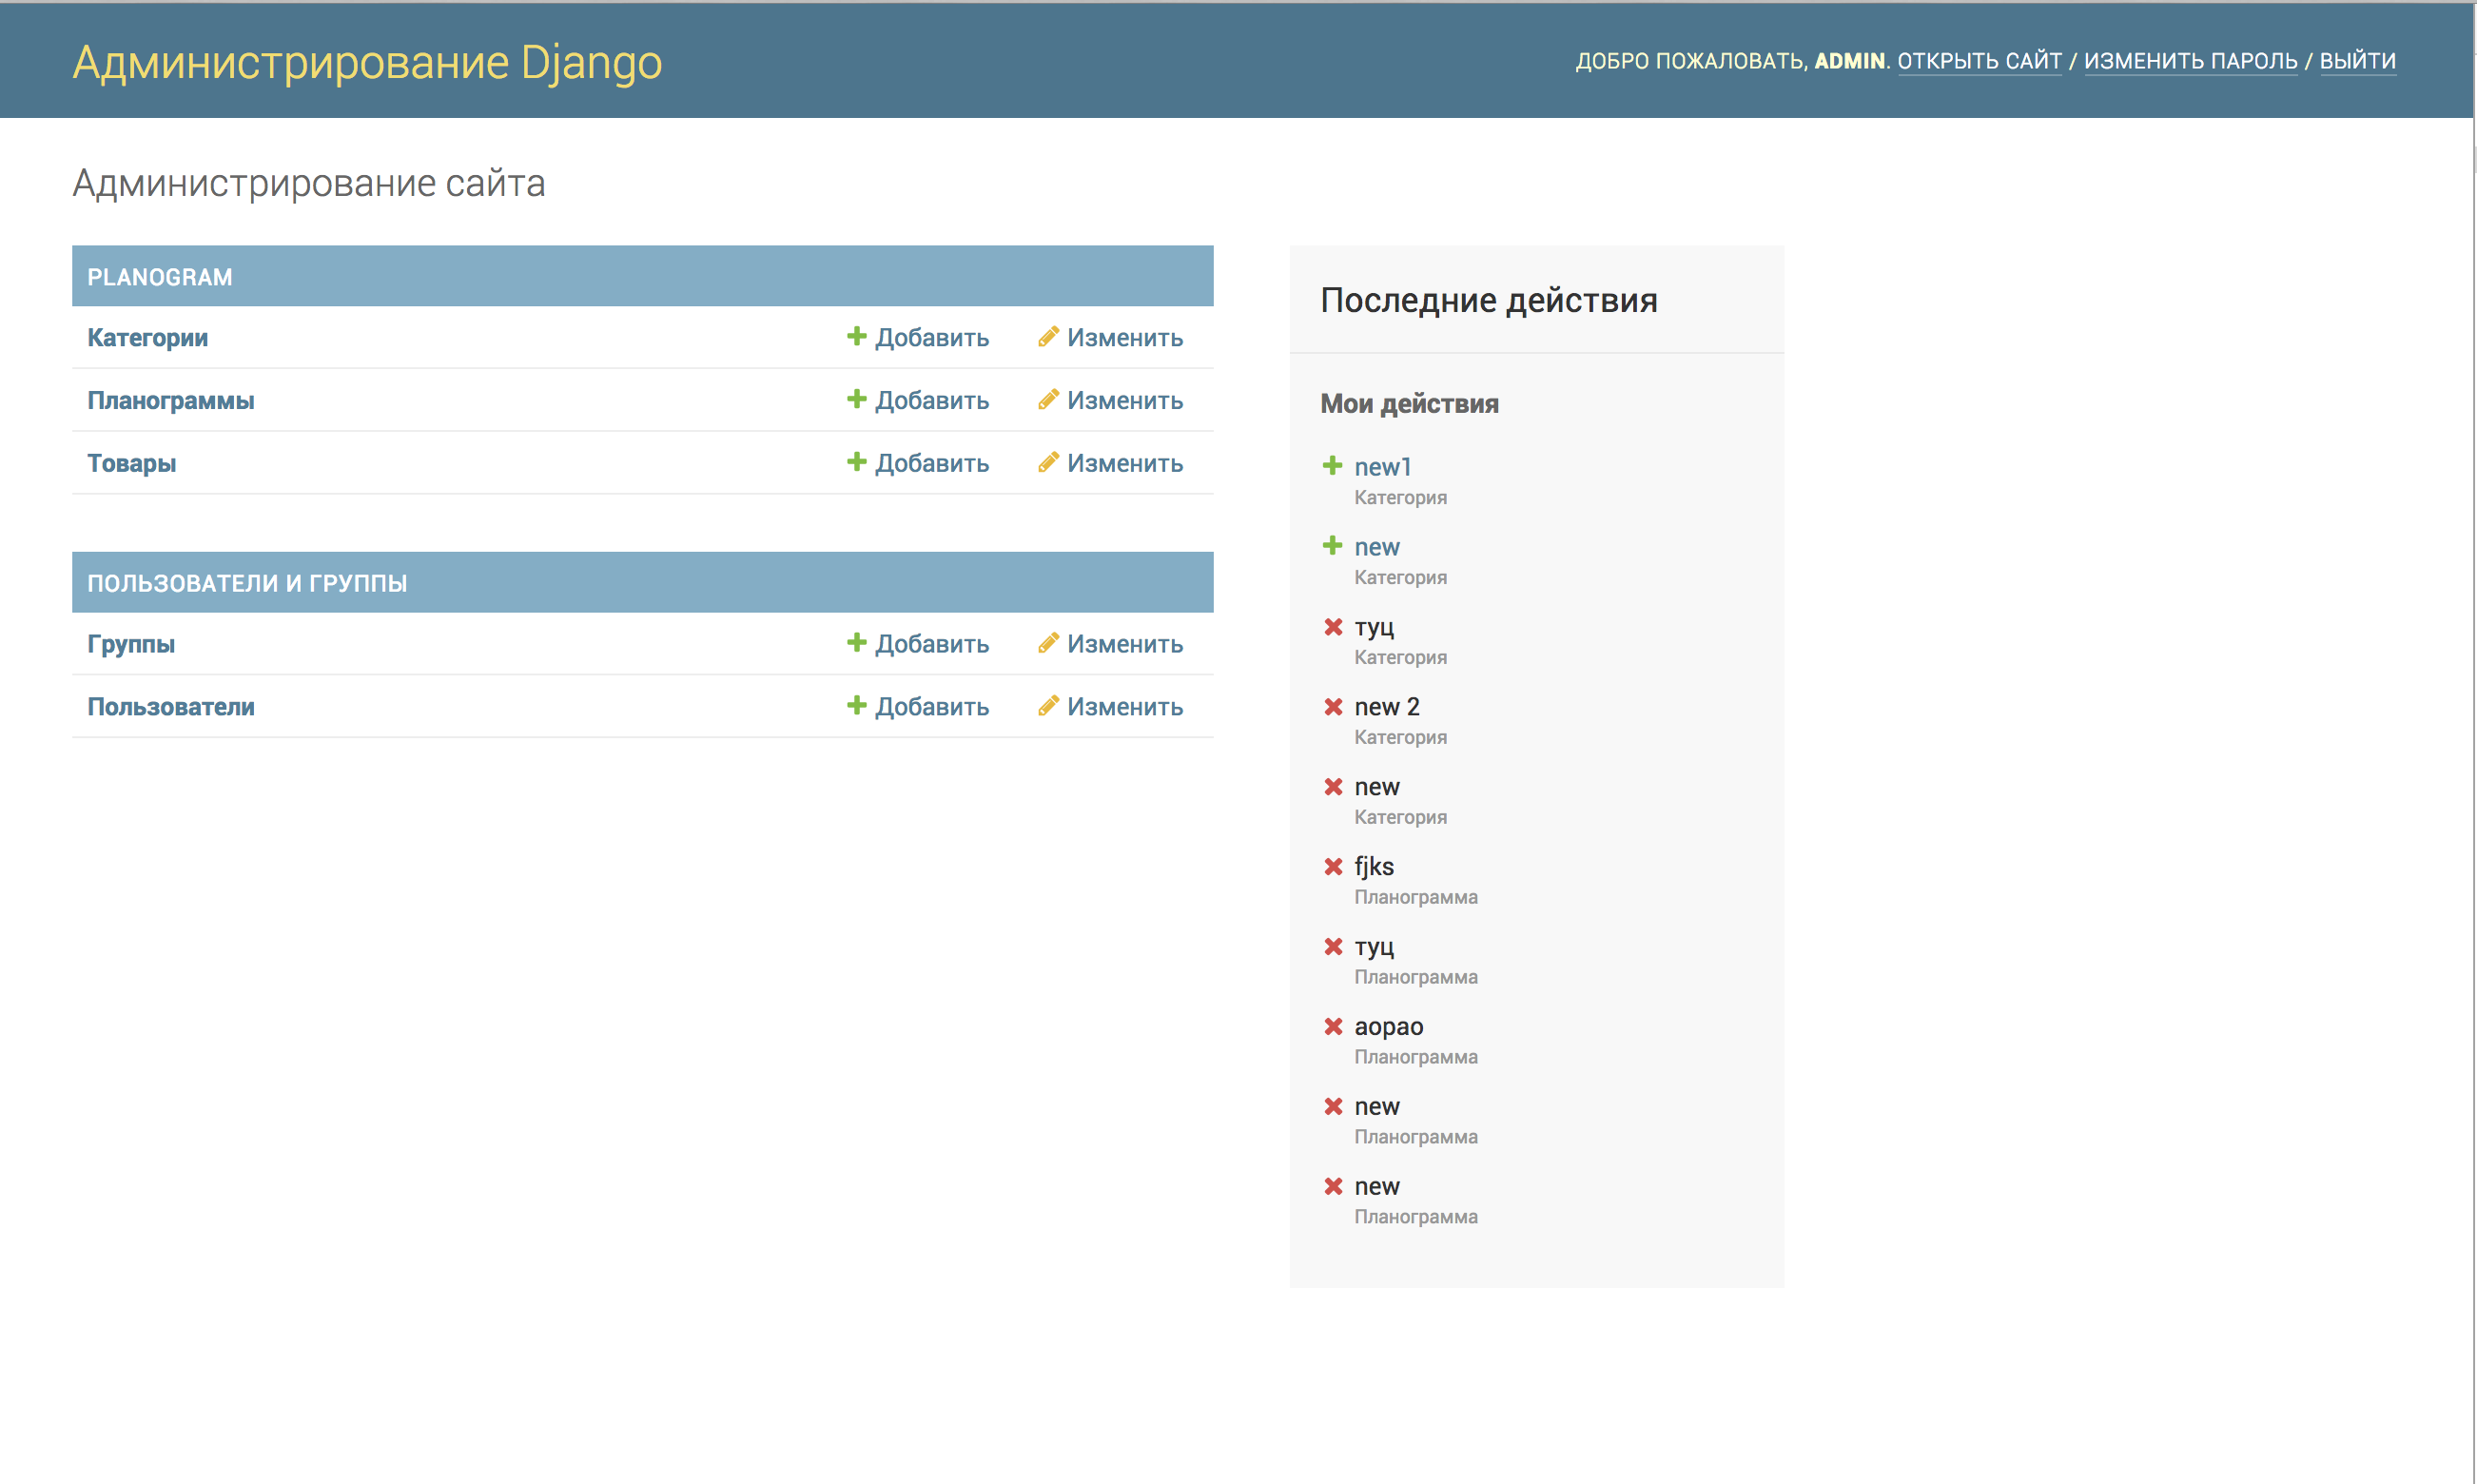 Администрирование Django
ДОБРО ПОЖАЛОВАТЬ, ADMIN. ОТКРЫТЬ САЙТ / ИЗМЕНИТЬ ПАРОЛЬ / ВЫЙТИ
Администрирование сайта
PLANOGRAM
Категории Добавить Изменить
Планограммы Добавить Изменить
Товары Добавить Изменить
ПОЛЬЗОВАТЕЛИ И ГРУППЫ
Группы Добавить Изменить
Пользователи Добавить Изменить
Последние действия
Мои действия
new1
Категория
new
Категория
туц
Категория
new 2
Категория
new
Категория
fjks
Планограмма
туц
Планограмма
аорао
Планограмма
new
Планограмма
new
Планограмма